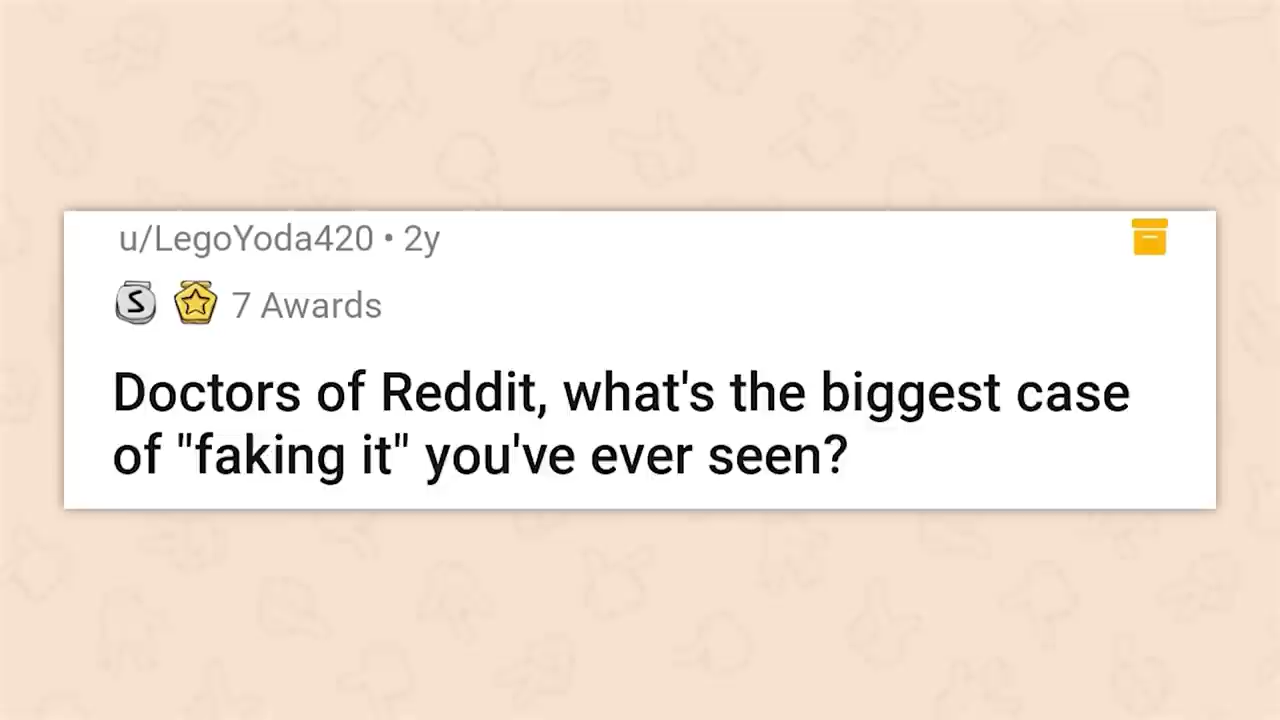 u/LegoYoda420 • 2y
7 Awards
Doctors of Reddit, what's the biggest case
of "faking it" you've ever seen?